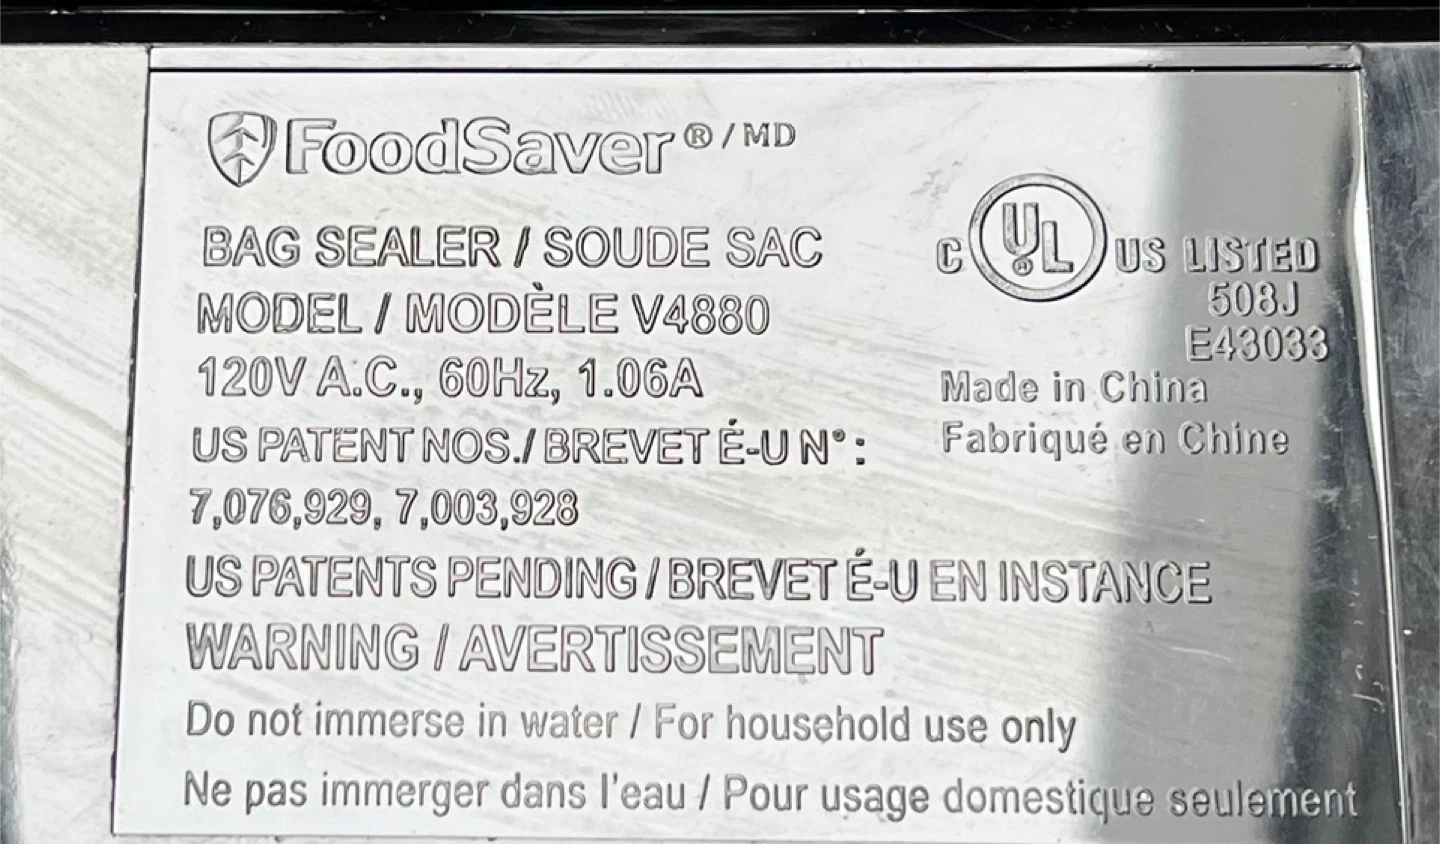 FoodSaver®/MD
BAG SEALER / SOUDE SAC
MODEL / MODÈLE V4880
120V A.C., 60Hz, 1.06A
US PATENT NOS./ BREVET É-U N° :
7,076,929, 7,003,928
C UL® US LISTED
508J
E43033
Made in China
Fabriqué en Chine
US PATENTS PENDING / BREVET É-U EN INSTANCE
WARNING / AVERTISSEMENT
Do not immerse in water / For household use only
Ne pas immerger dans l'eau / Pour usage domestique seulement